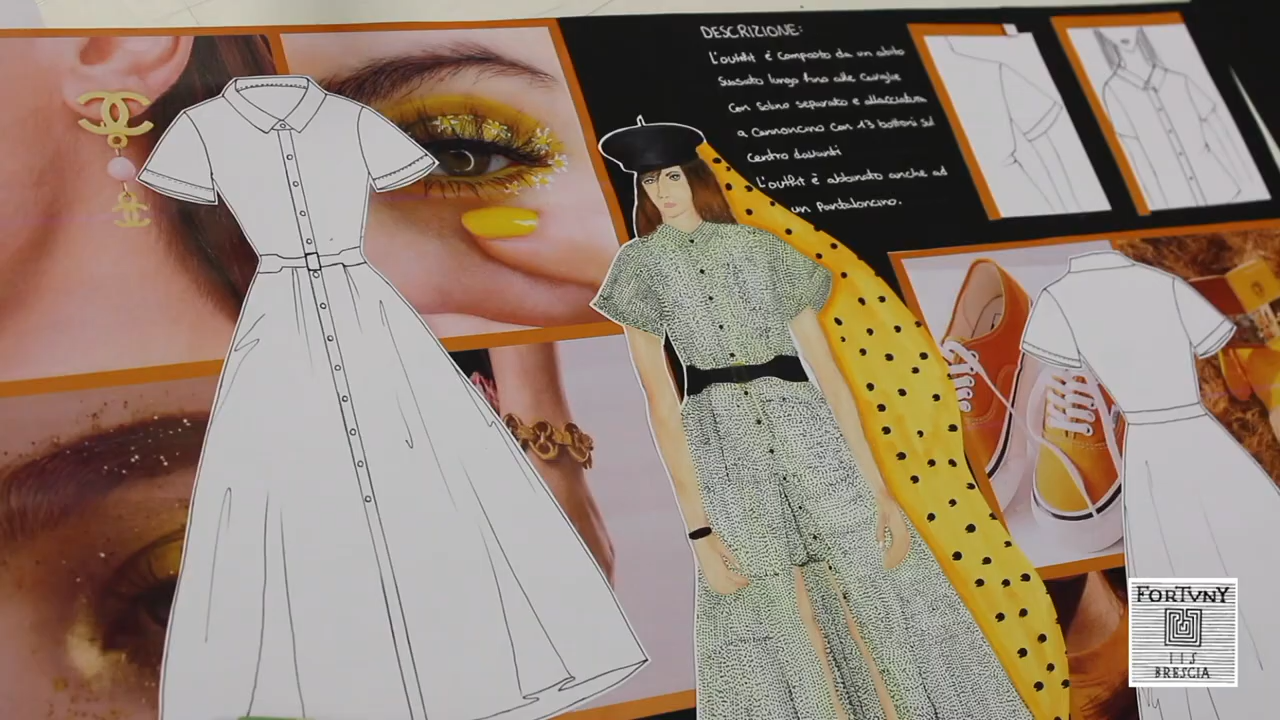 DESCRIZIONE:
L'outfit è composto da un abito
svasato lungo fino alle caviglie
con solino separato e allacciatura
a cannoncino con 13 bottoni sul
centro davanti
L'outfit è abbinato anche ad
un pantaloncino.
FORTVNY
IIS
BRESCIA